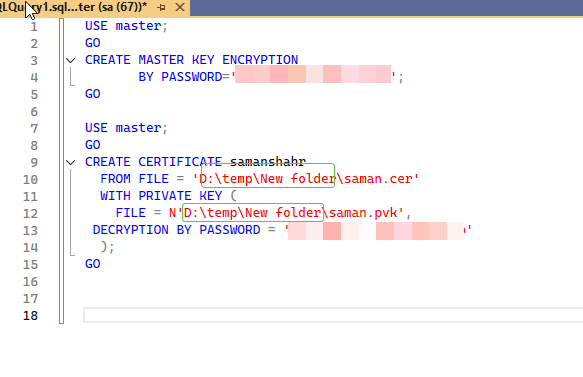 LQuery1.sql...ter (sa (67))*
1 USE master;
2 GO
3 CREATE MASTER KEY ENCRYPTION
4 BY PASSWORD='';
5 GO
6
7 USE master;
8 GO
9 CREATE CERTIFICATE samanshahr
10 FROM FILE = 'D:\temp\New folder\saman.cer'
11 WITH PRIVATE KEY (
12 FILE = N'D:\temp\New folder\saman.pvk',
13 DECRYPTION BY PASSWORD = ''
14 );
15 GO
16
17
18